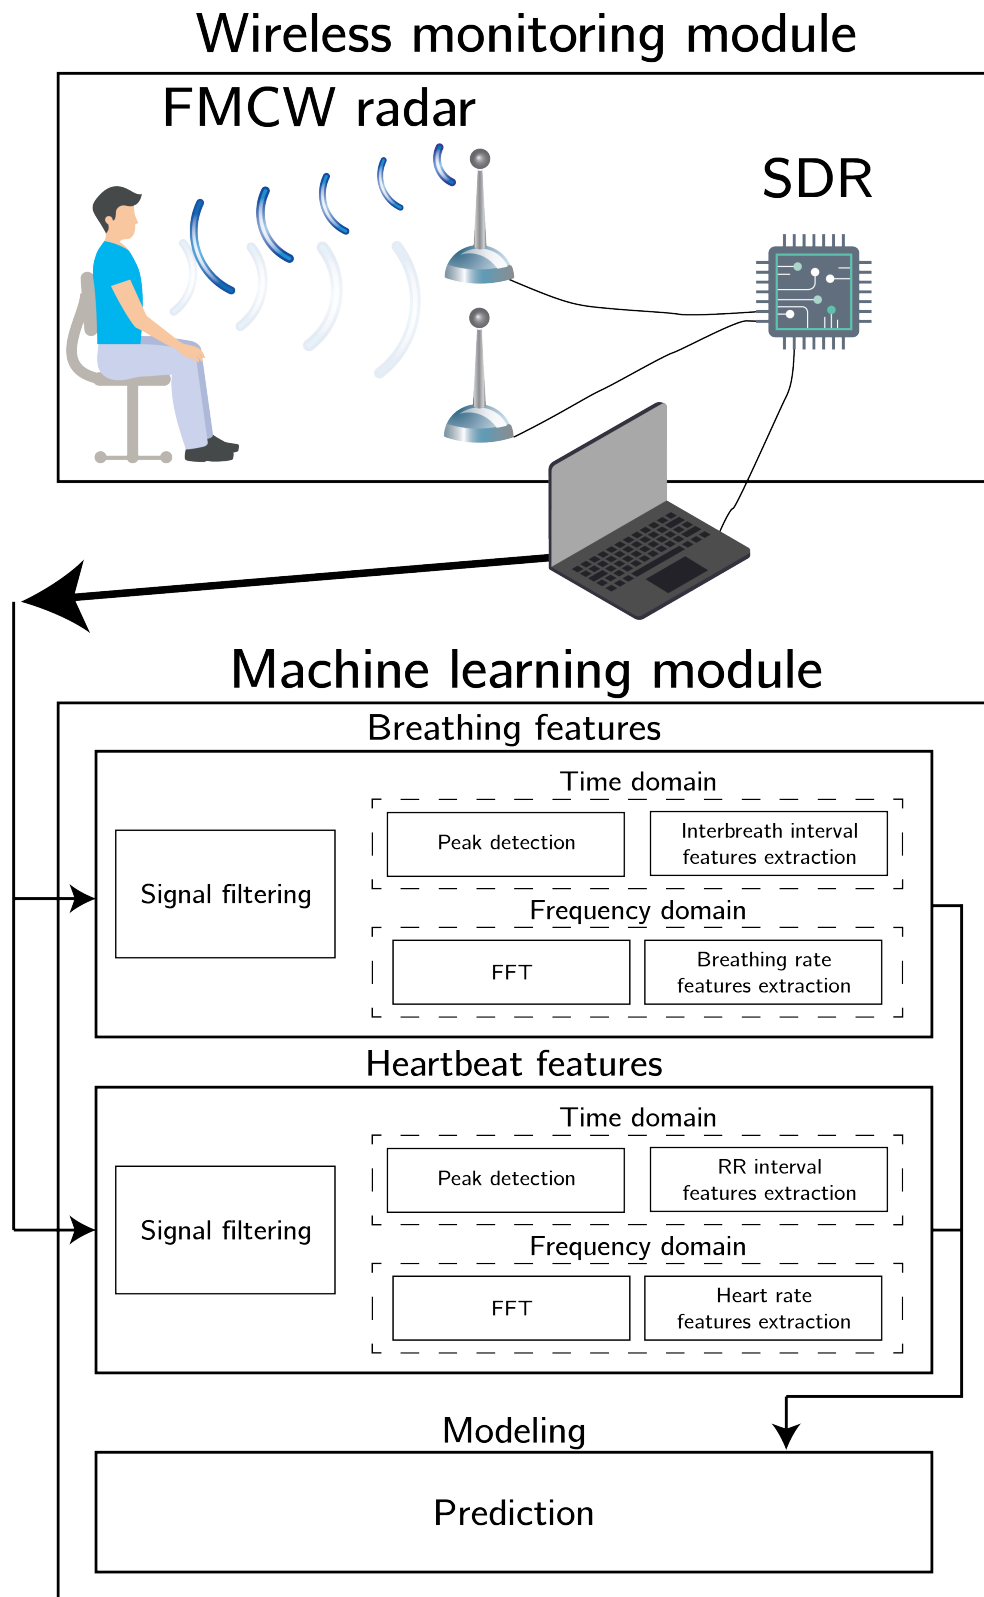 Wireless monitoring module
FMCW radar
SDR
Machine learning module
Breathing features
Time domain
Signal filtering
Peak detection
Interbreath interval
features extraction
Frequency domain
FFT
Breathing rate
features extraction
Heartbeat features
Time domain
Signal filtering
Peak detection
RR interval
features extraction
Frequency domain
FFT
Heart rate
features extraction
Modeling
Prediction